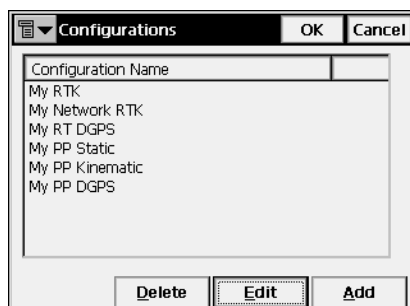 Configurations OK Cancel
Configuration Name
My RTK
My Network RTK
My RT DGPS
My PP Static
My PP Kinematic
My PP DGPS
Delete Edit Add